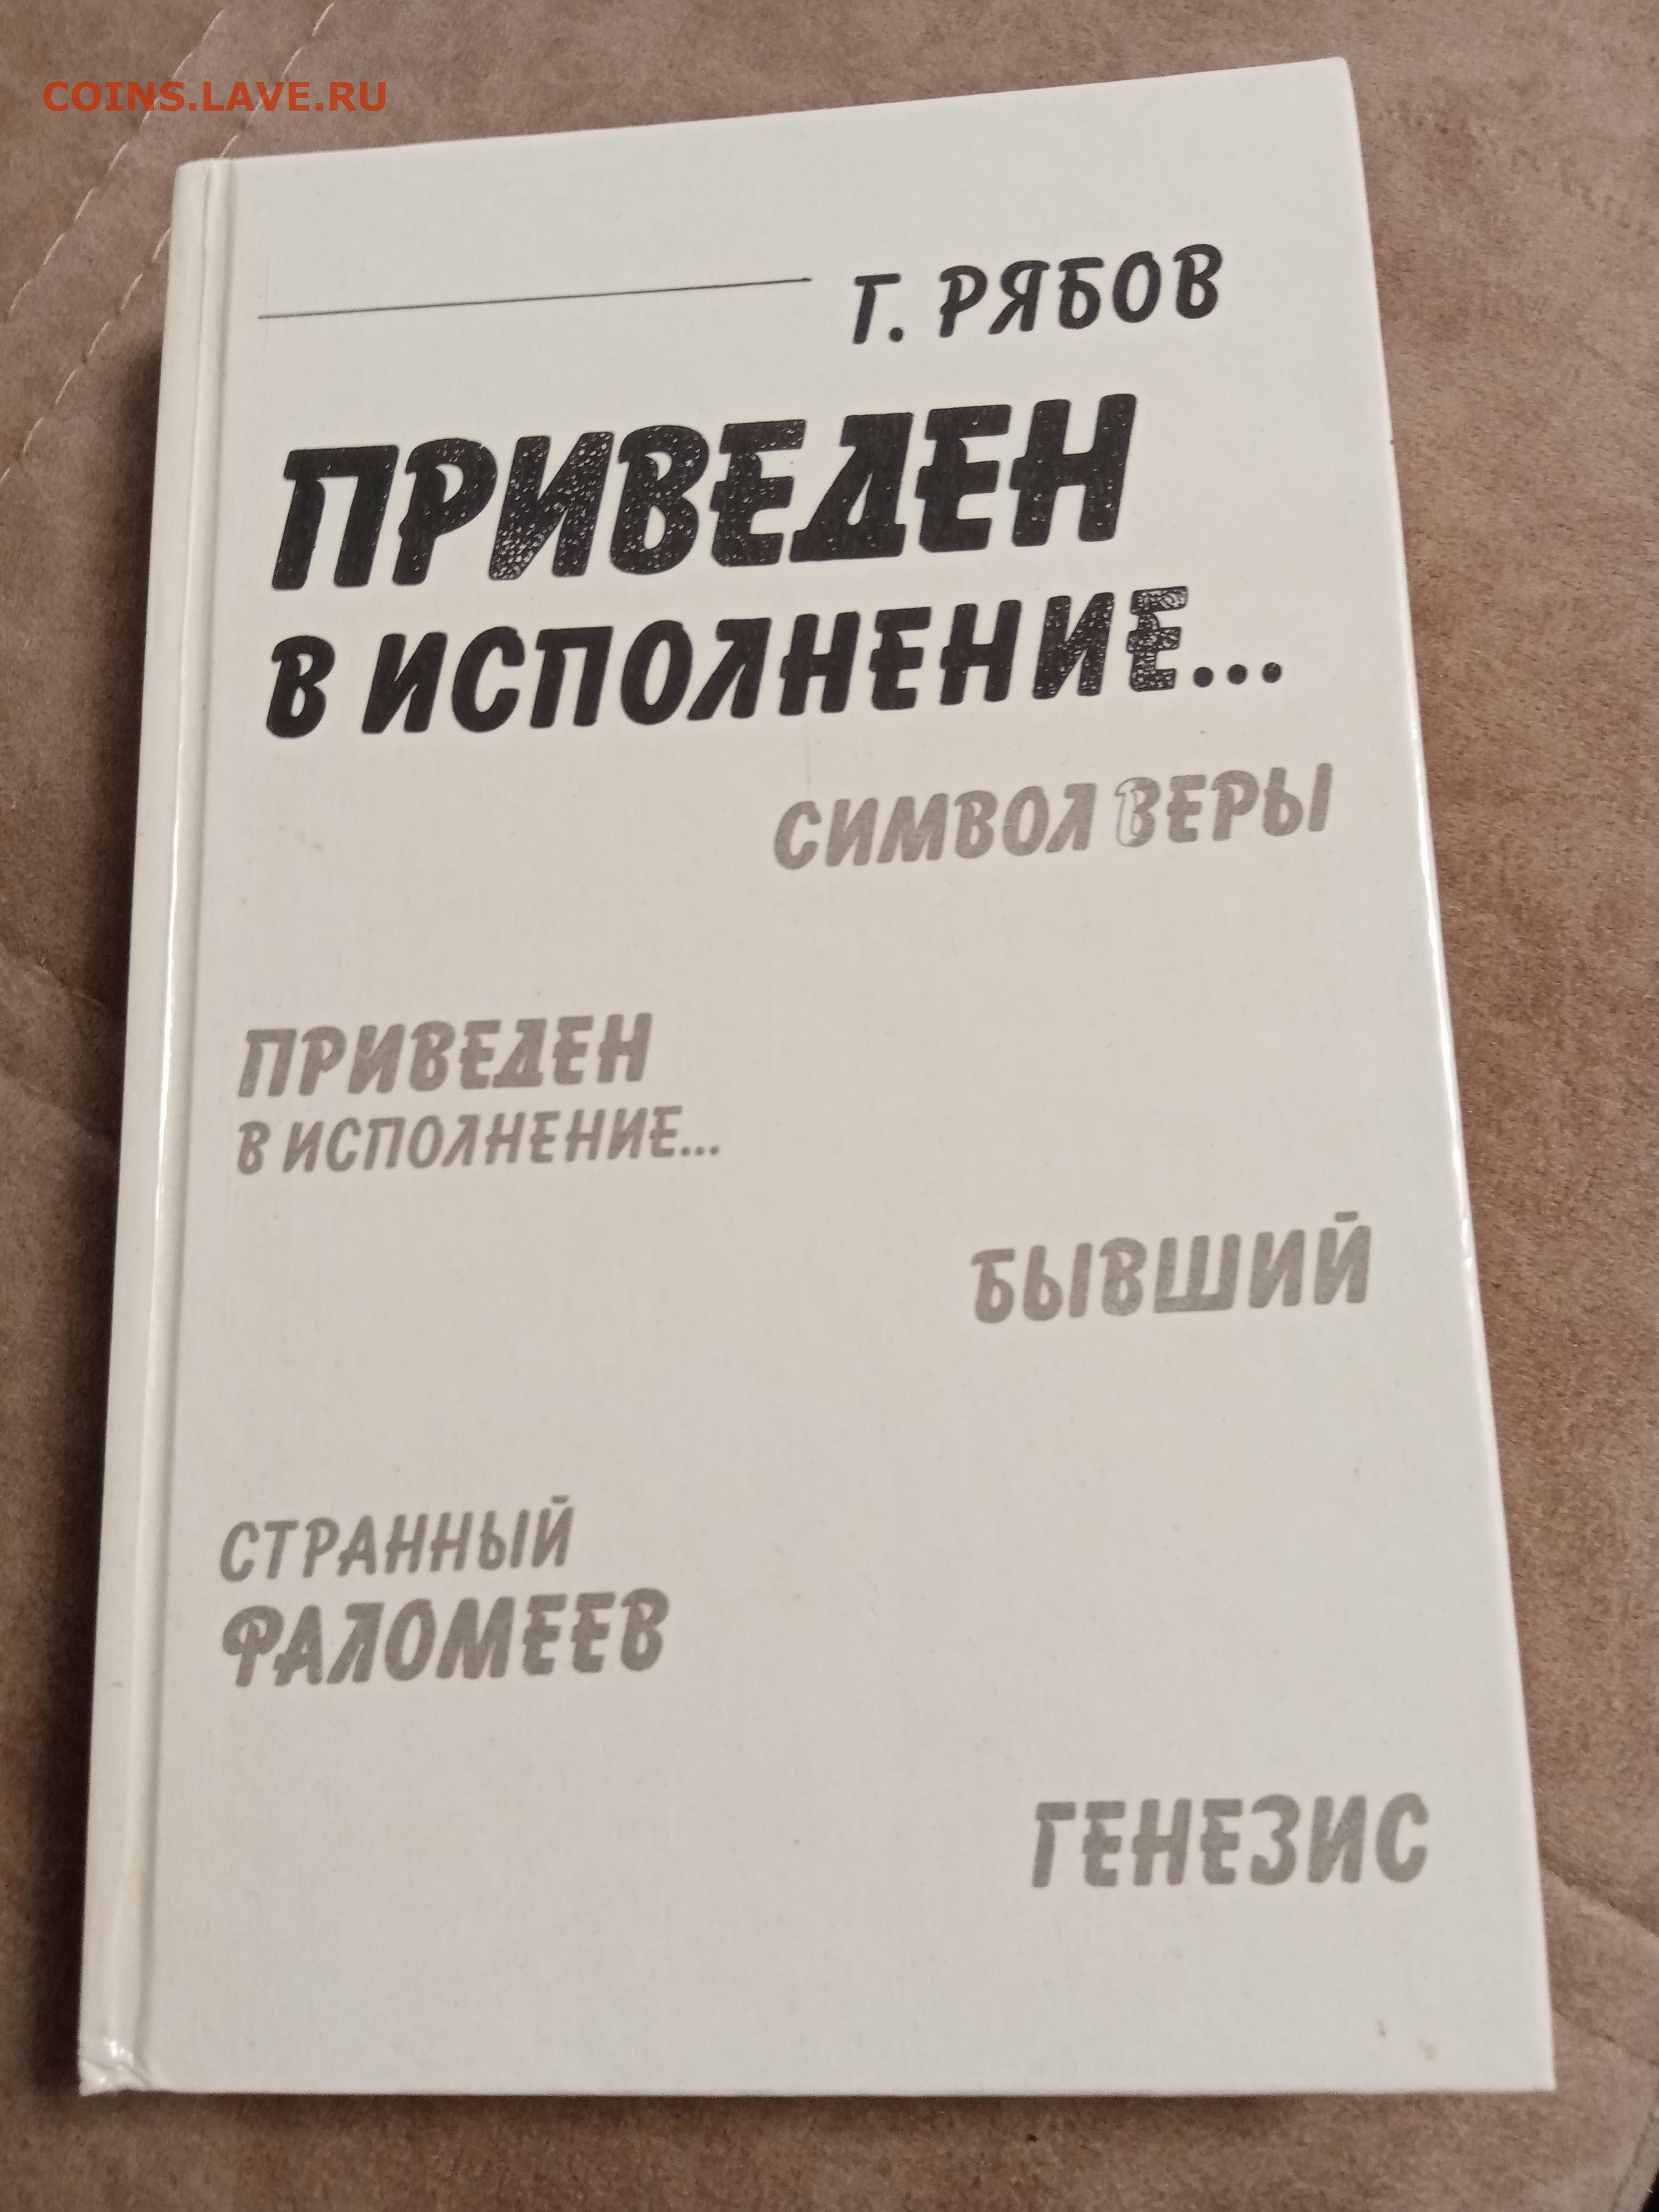 COINS.LAVE.RU
Г. РЯБОВ
ПРИВЕДЕН
В ИСПОЛНЕНИЕ...
СИМВОЛ ВЕРЫ
ПРИВЕДЕН
В ИСПОЛНЕНИЕ...
БЫВШИЙ
СТРАННЫЙ
ФАЛОМЕЕВ
ГЕНЕЗИС